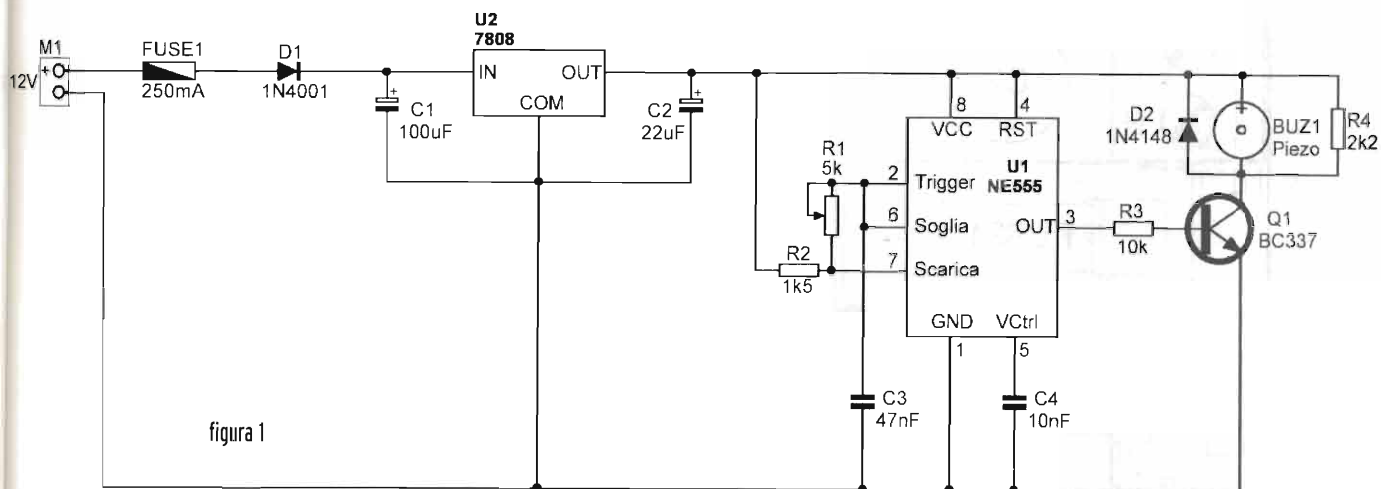 M1
12V
+
FUSE1
250mA
D1
1N4001
+
C1
100uF
U2
7808
IN
OUT
COM
+
C2
22uF
R1
5k
R2
1k5
2
6
7
8
4
VCC
RST
Trigger
U1
NE555
Soglia
OUT
Scarica
GND
VCtrl
1
5
3
C3
47nF
C4
10nF
R3
10k
D2
1N4148
+
BUZ1
Piezo
R4
2k2
Q1
BC337
figura 1